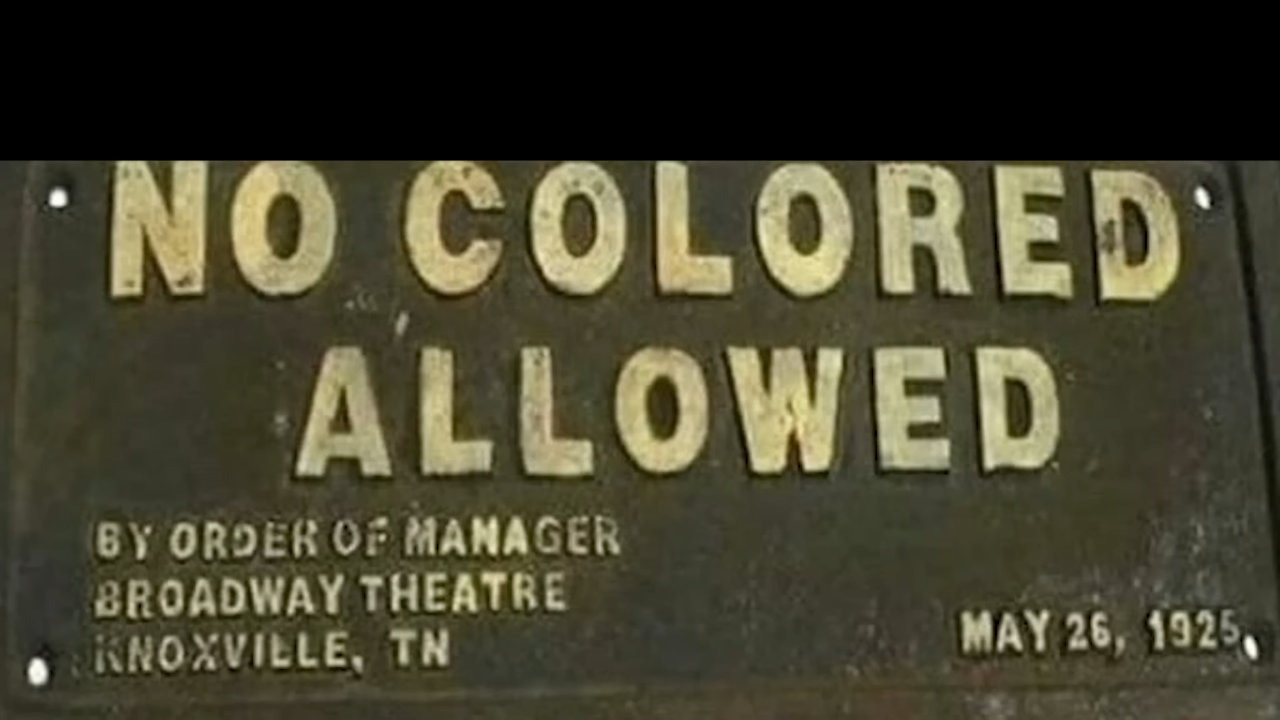 NO COLORED
ALLOWED
BY ORDER OF MANAGER
BROADWAY THEATRE
KNOXVILLE, TN
MAY 26, 1925